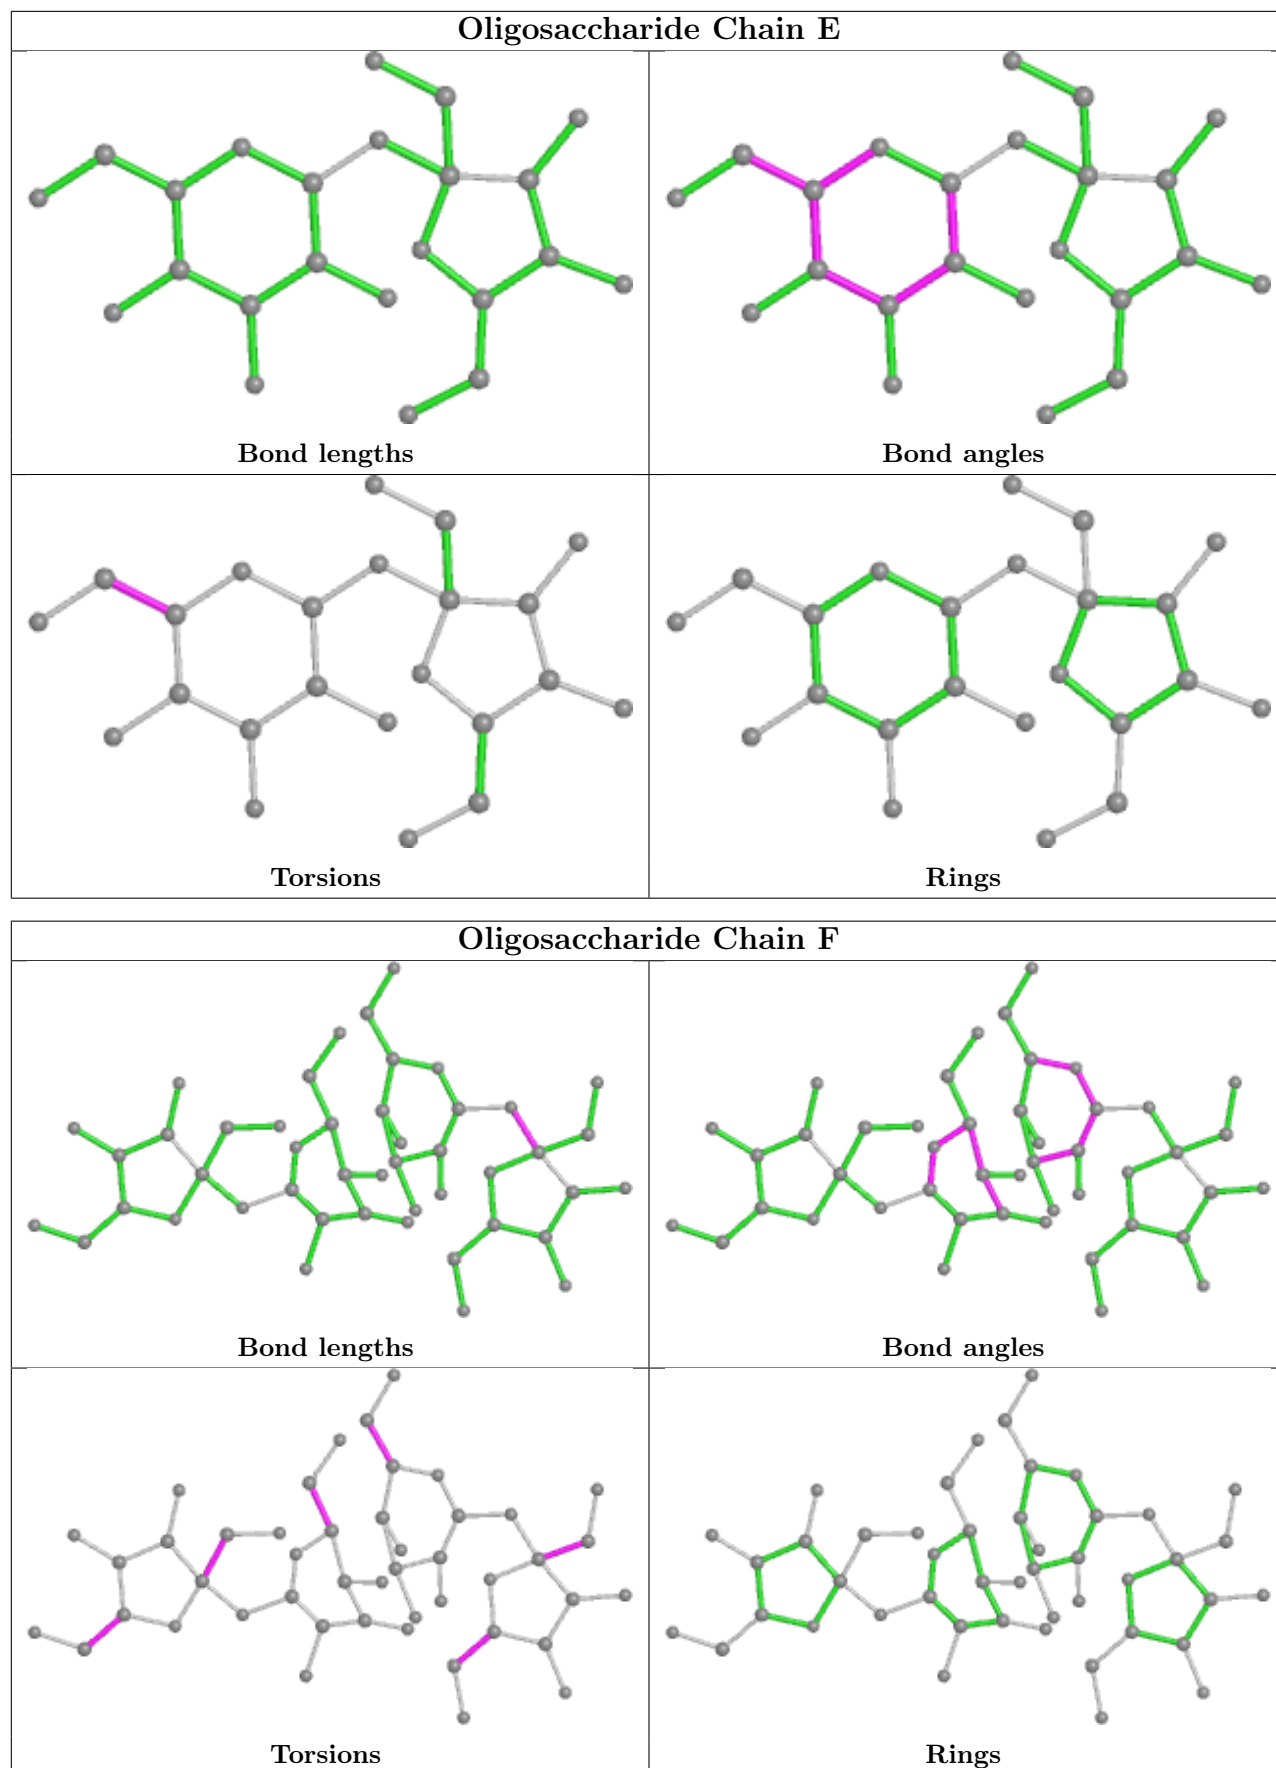 Oligosaccharide Chain E
Bond lengths
Bond angles
Torsions
Rings
Oligosaccharide Chain F
Bond lengths
Bond angles
Torsions
Rings